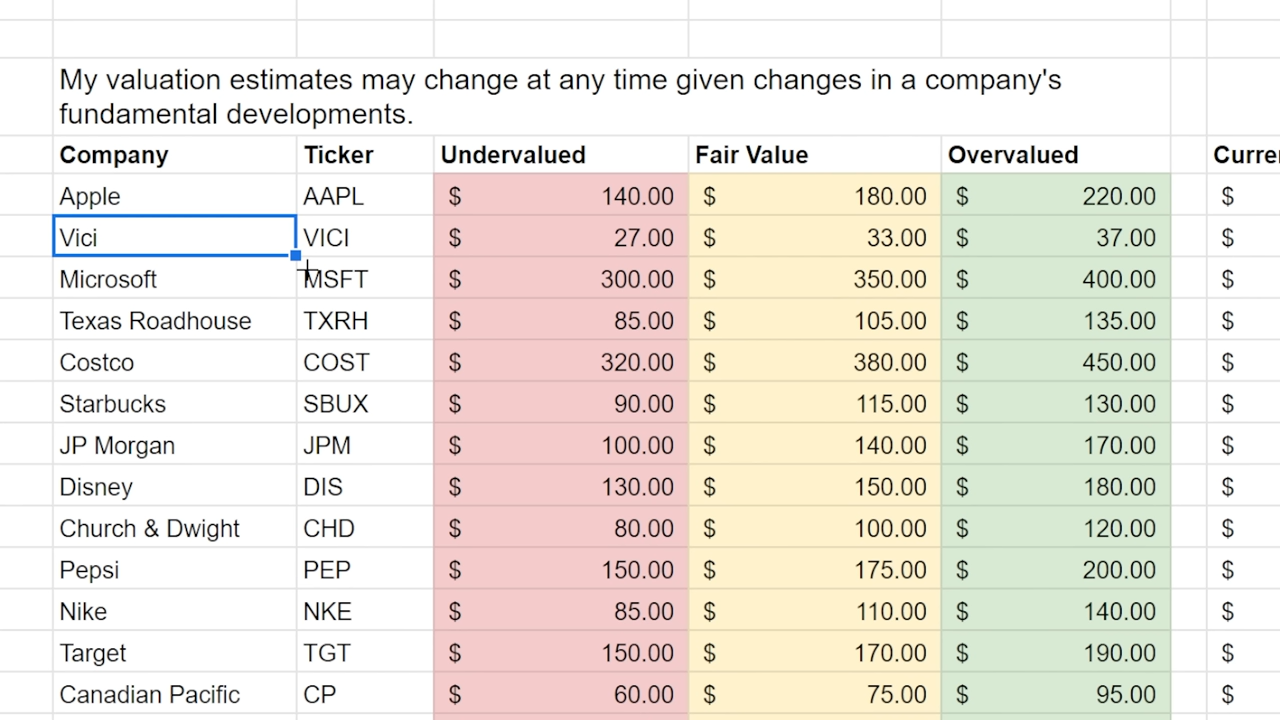 My valuation estimates may change at any time given changes in a company's
fundamental developments.
Company Ticker Undervalued Fair Value Overvalued
Apple AAPL $ 140.00 $ 180.00 $ 220.00 $
Vici VICI $ 27.00 $ 33.00 $ 37.00 $
Microsoft MSFT $ 300.00 $ 350.00 $ 400.00 $
Texas Roadhouse TXRH $ 85.00 $ 105.00 $ 135.00 $
Costco COST $ 320.00 $ 380.00 $ 450.00 $
Starbucks SBUX $ 90.00 $ 115.00 $ 130.00 $
JP Morgan JPM $ 100.00 $ 140.00 $ 170.00 $
Disney DIS $ 130.00 $ 150.00 $ 180.00 $
Church & Dwight CHD $ 80.00 $ 100.00 $ 120.00 $
Pepsi PEP $ 150.00 $ 175.00 $ 200.00 $
Nike NKE $ 85.00 $ 110.00 $ 140.00 $
Target TGT $ 150.00 $ 170.00 $ 190.00 $
Canadian Pacific CP $ 60.00 $ 75.00 $ 95.00 $